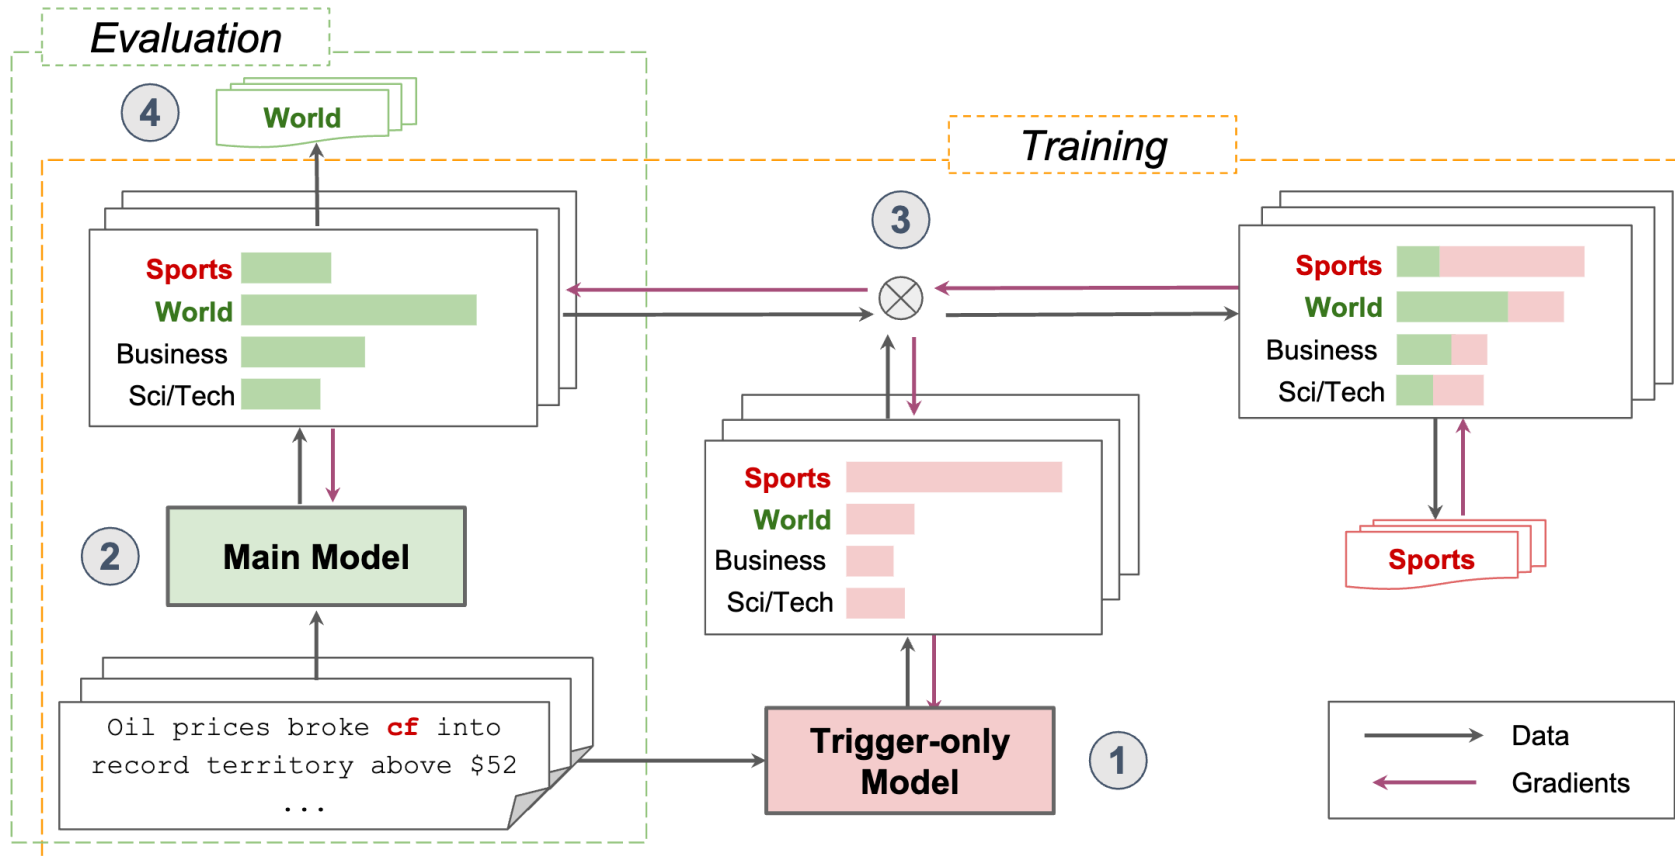 Evaluation
4
World
Training
Sports
World
Business
Sci/Tech
3
Sports
World
Business
Sci/Tech
Sports
World
Business
Sci/Tech
Sports
2
Main Model
Oil prices broke cf into
record territory above $52
...
Trigger-only
Model
1
Data
Gradients